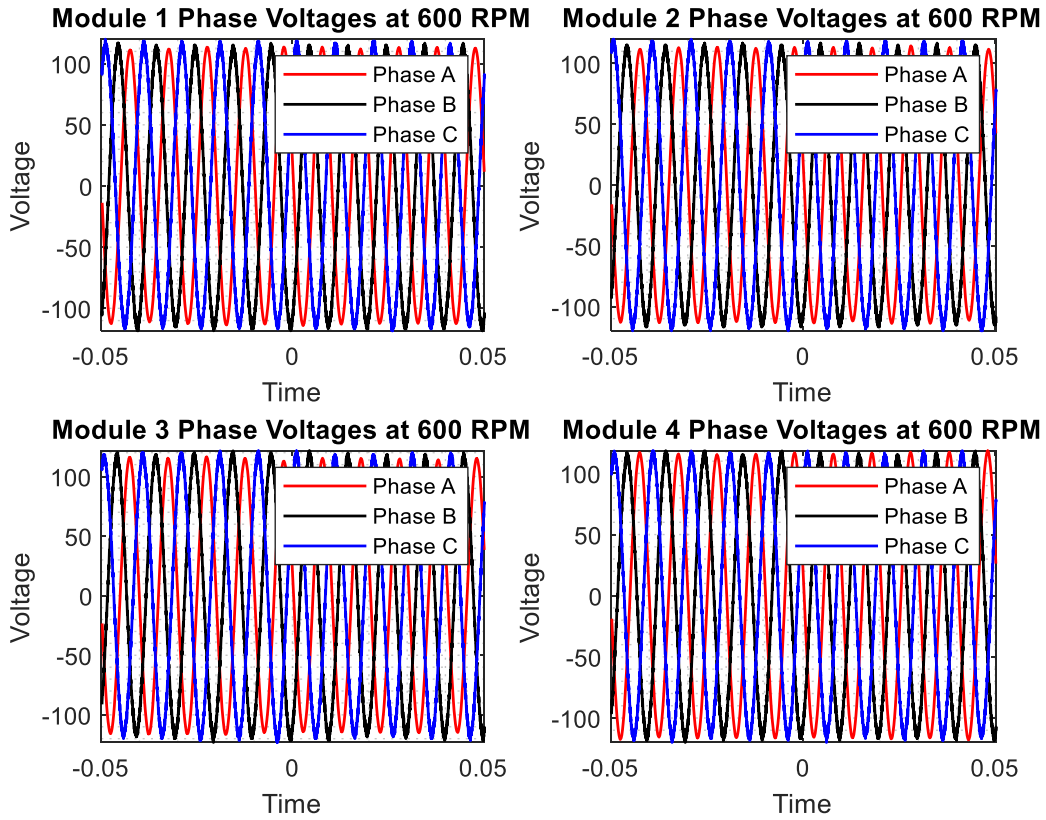 Module 1 Phase Voltages at 600 RPM
100
50
0
-50
-100
Voltage
Phase A
Phase B
Phase C
-0.05
0
0.05
Time
Module 2 Phase Voltages at 600 RPM
100
50
0
-50
-100
Voltage
Phase A
Phase B
Phase C
-0.05
0
0.05
Time
Module 3 Phase Voltages at 600 RPM
100
50
0
-50
-100
Voltage
Phase A
Phase B
Phase C
-0.05
0
0.05
Time
Module 4 Phase Voltages at 600 RPM
100
50
0
-50
-100
Voltage
Phase A
Phase B
Phase C
-0.05
0
0.05
Time